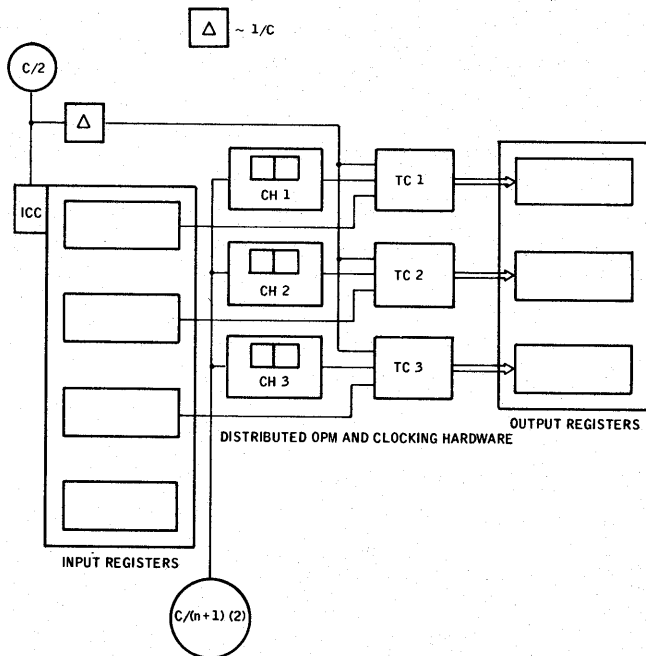 Δ ~ 1/C
C/2
Δ
ICC
CH 1
TC 1
CH 2
TC 2
CH 3
TC 3
DISTRIBUTED OPM AND CLOCKING HARDWARE
OUTPUT REGISTERS
INPUT REGISTERS
C/(n+1) (2)